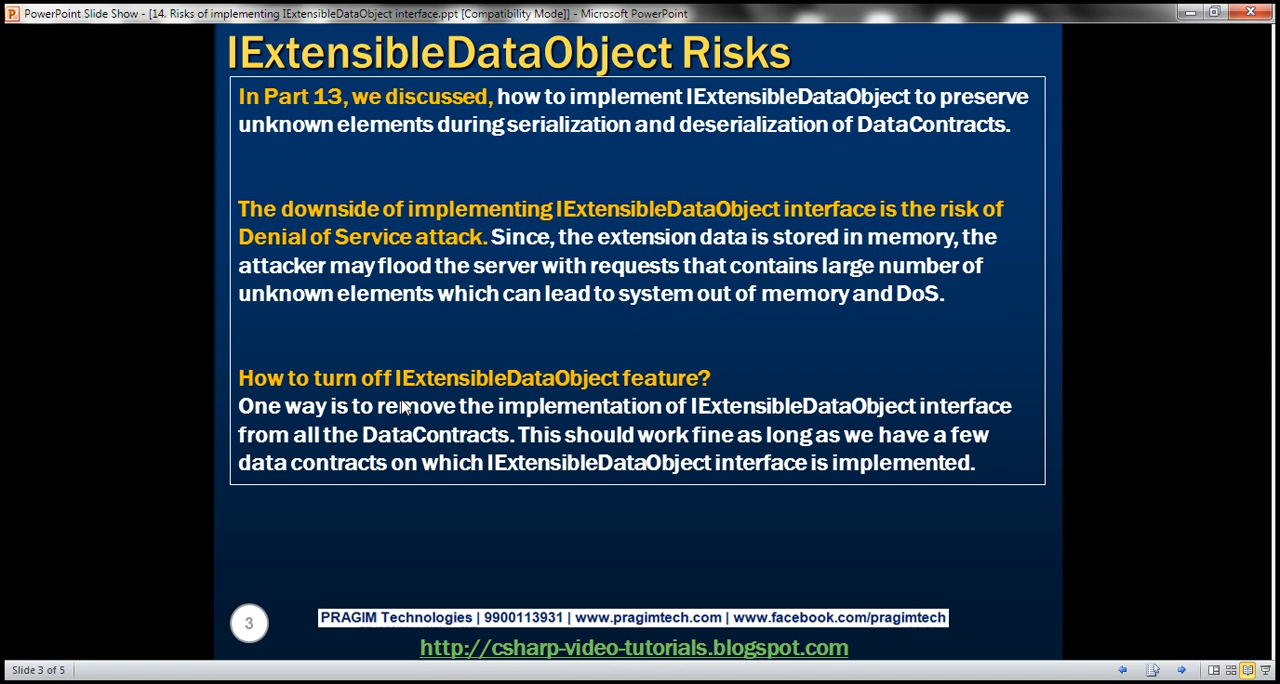 PowerPoint Slide Show - [14. Risks of implementing IExtensibleDataObject interface.ppt [Compatibility Mode]] - Microsoft PowerPoint
IExtensibleDataObject Risks
In Part 13, we discussed, how to implement IExtensibleDataObject to preserve
unknown elements during serialization and deserialization of DataContracts.
The downside of implementing IExtensibleDataObject interface is the risk of
Denial of Service attack. Since, the extension data is stored in memory, the
attacker may flood the server with requests that contains large number of
unknown elements which can lead to system out of memory and DoS.
How to turn off IExtensibleDataObject feature?
One way is to remove the implementation of IExtensibleDataObject interface
from all the DataContracts. This should work fine as long as we have a few
data contracts on which IExtensibleDataObject interface is implemented.
3
PRAGIM Technologies | 9900113931 | www.pragimtech.com | www.facebook.com/pragimtech
http://csharp-video-tutorials.blogspot.com
Slide 3 of 5